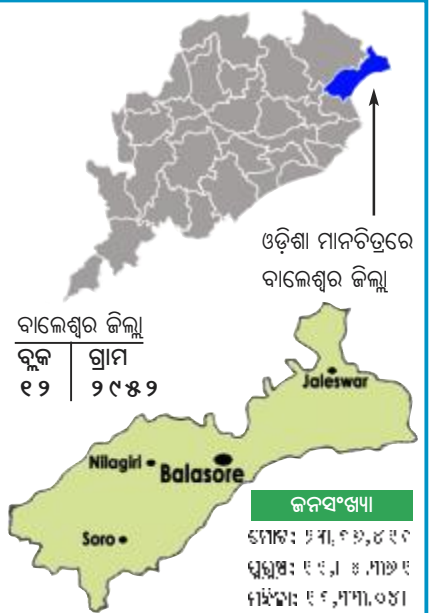 ଓଡ଼ିଶା ମାନଚିତ୍ରରେ
ବାଲେଶ୍ୱର ଜିଲ୍ଲା
ବାଲେଶ୍ୱର ଜିଲ୍ଲା
ବ୍ଲକ ଗ୍ରାମ
୧୨ ୨୯୫୨
Jaleswar
Nilagiri
Balasore
Soro
ଜନସଂଖ୍ୟା
ମୋଟ:
ପୁରୁଷ:
ମହିଳା: